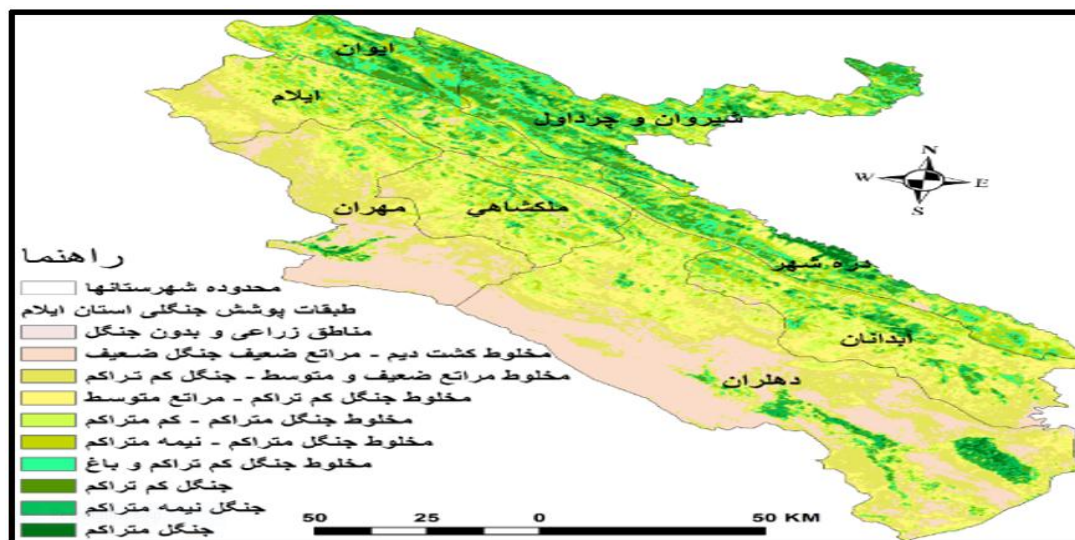 ایوان
ایلام
شیروان و چرداول
N
W E
S
ملکشاهي
مهران
دره شهر
آبدانان
دهلران
راهنما
محدوده شهرستانها
طبقات پوشش جنگلی استان ایلام
مناطق زراعی و بدون جنگل
مخلوط کشت دیم - مراتع ضعیف جنگل ضعیف
مخلوط مراتع ضعیف و متوسط - جنگل کم تراکم
مخلوط جنگل کم تراکم - مراتع متوسط
مخلوط جنگل متراکم - کم متراکم
مخلوط جنگل متراکم - نیمه متراکم
مخلوط جنگل کم تراکم و باغ
جنگل کم تراکم
جنگل نیمه متراکم
جنگل متراکم
50 25 0 50 KM